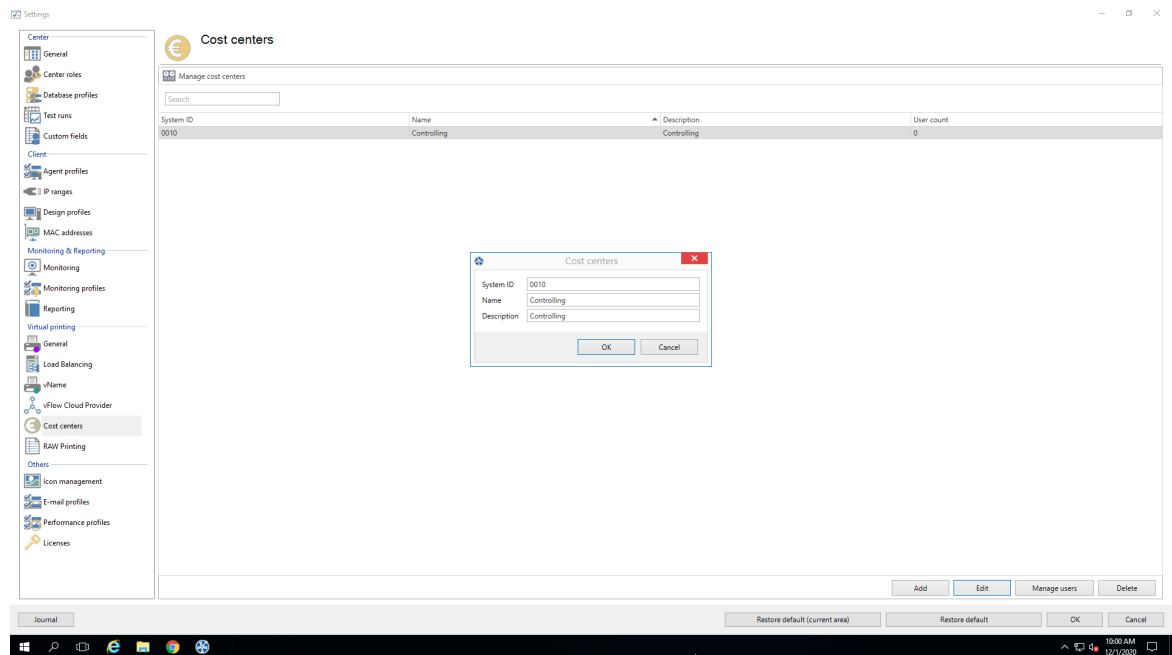 Settings
Center
General
Center roles
Database profiles
Test runs
Custom fields
Client
Agent profiles
IP ranges
Design profiles
MAC addresses
Monitoring & Reporting
Monitoring
Monitoring profiles
Reporting
Virtual printing
General
Load Balancing
vName
vFlow Cloud Provider
Cost centers
RAW Printing
Others
Icon management
E-mail profiles
Performance profiles
Licenses
Cost centers
Manage cost centers
Search
System ID Name Description User count
0010 Controlling Controlling 0
Cost centers
System ID 0010
Name Controlling
Description Controlling
OK Cancel
Add Edit Manage users Delete
Journal Restore default (current area) Restore default OK Cancel
10:00 AM
12/1/2020